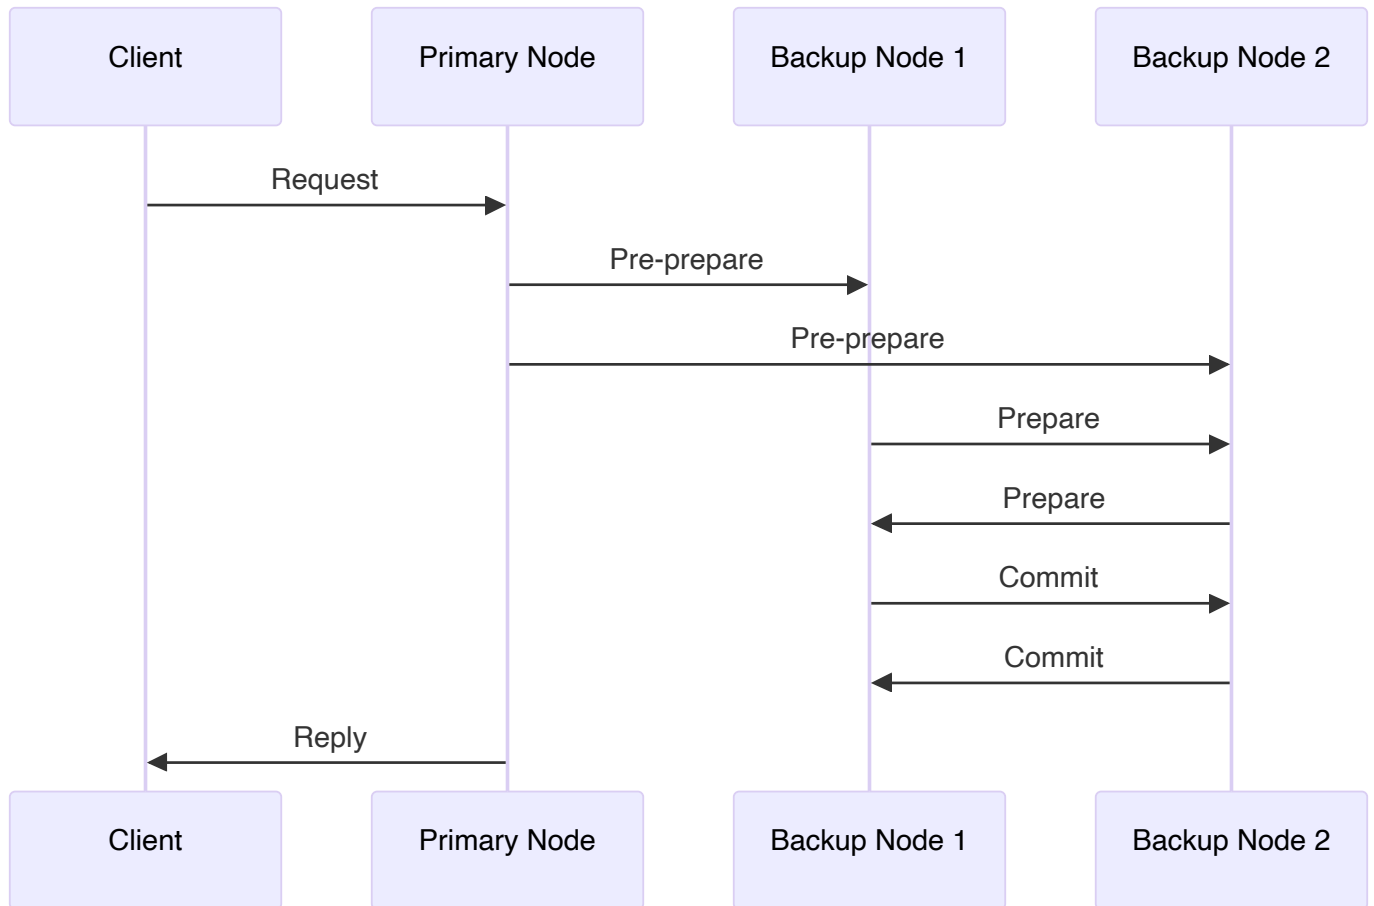 Client
Primary Node
Backup Node 1
Backup Node 2
Request
Pre-prepare
Pre-prepare
Prepare
Prepare
Commit
Commit
Reply
Client
Primary Node
Backup Node 1
Backup Node 2